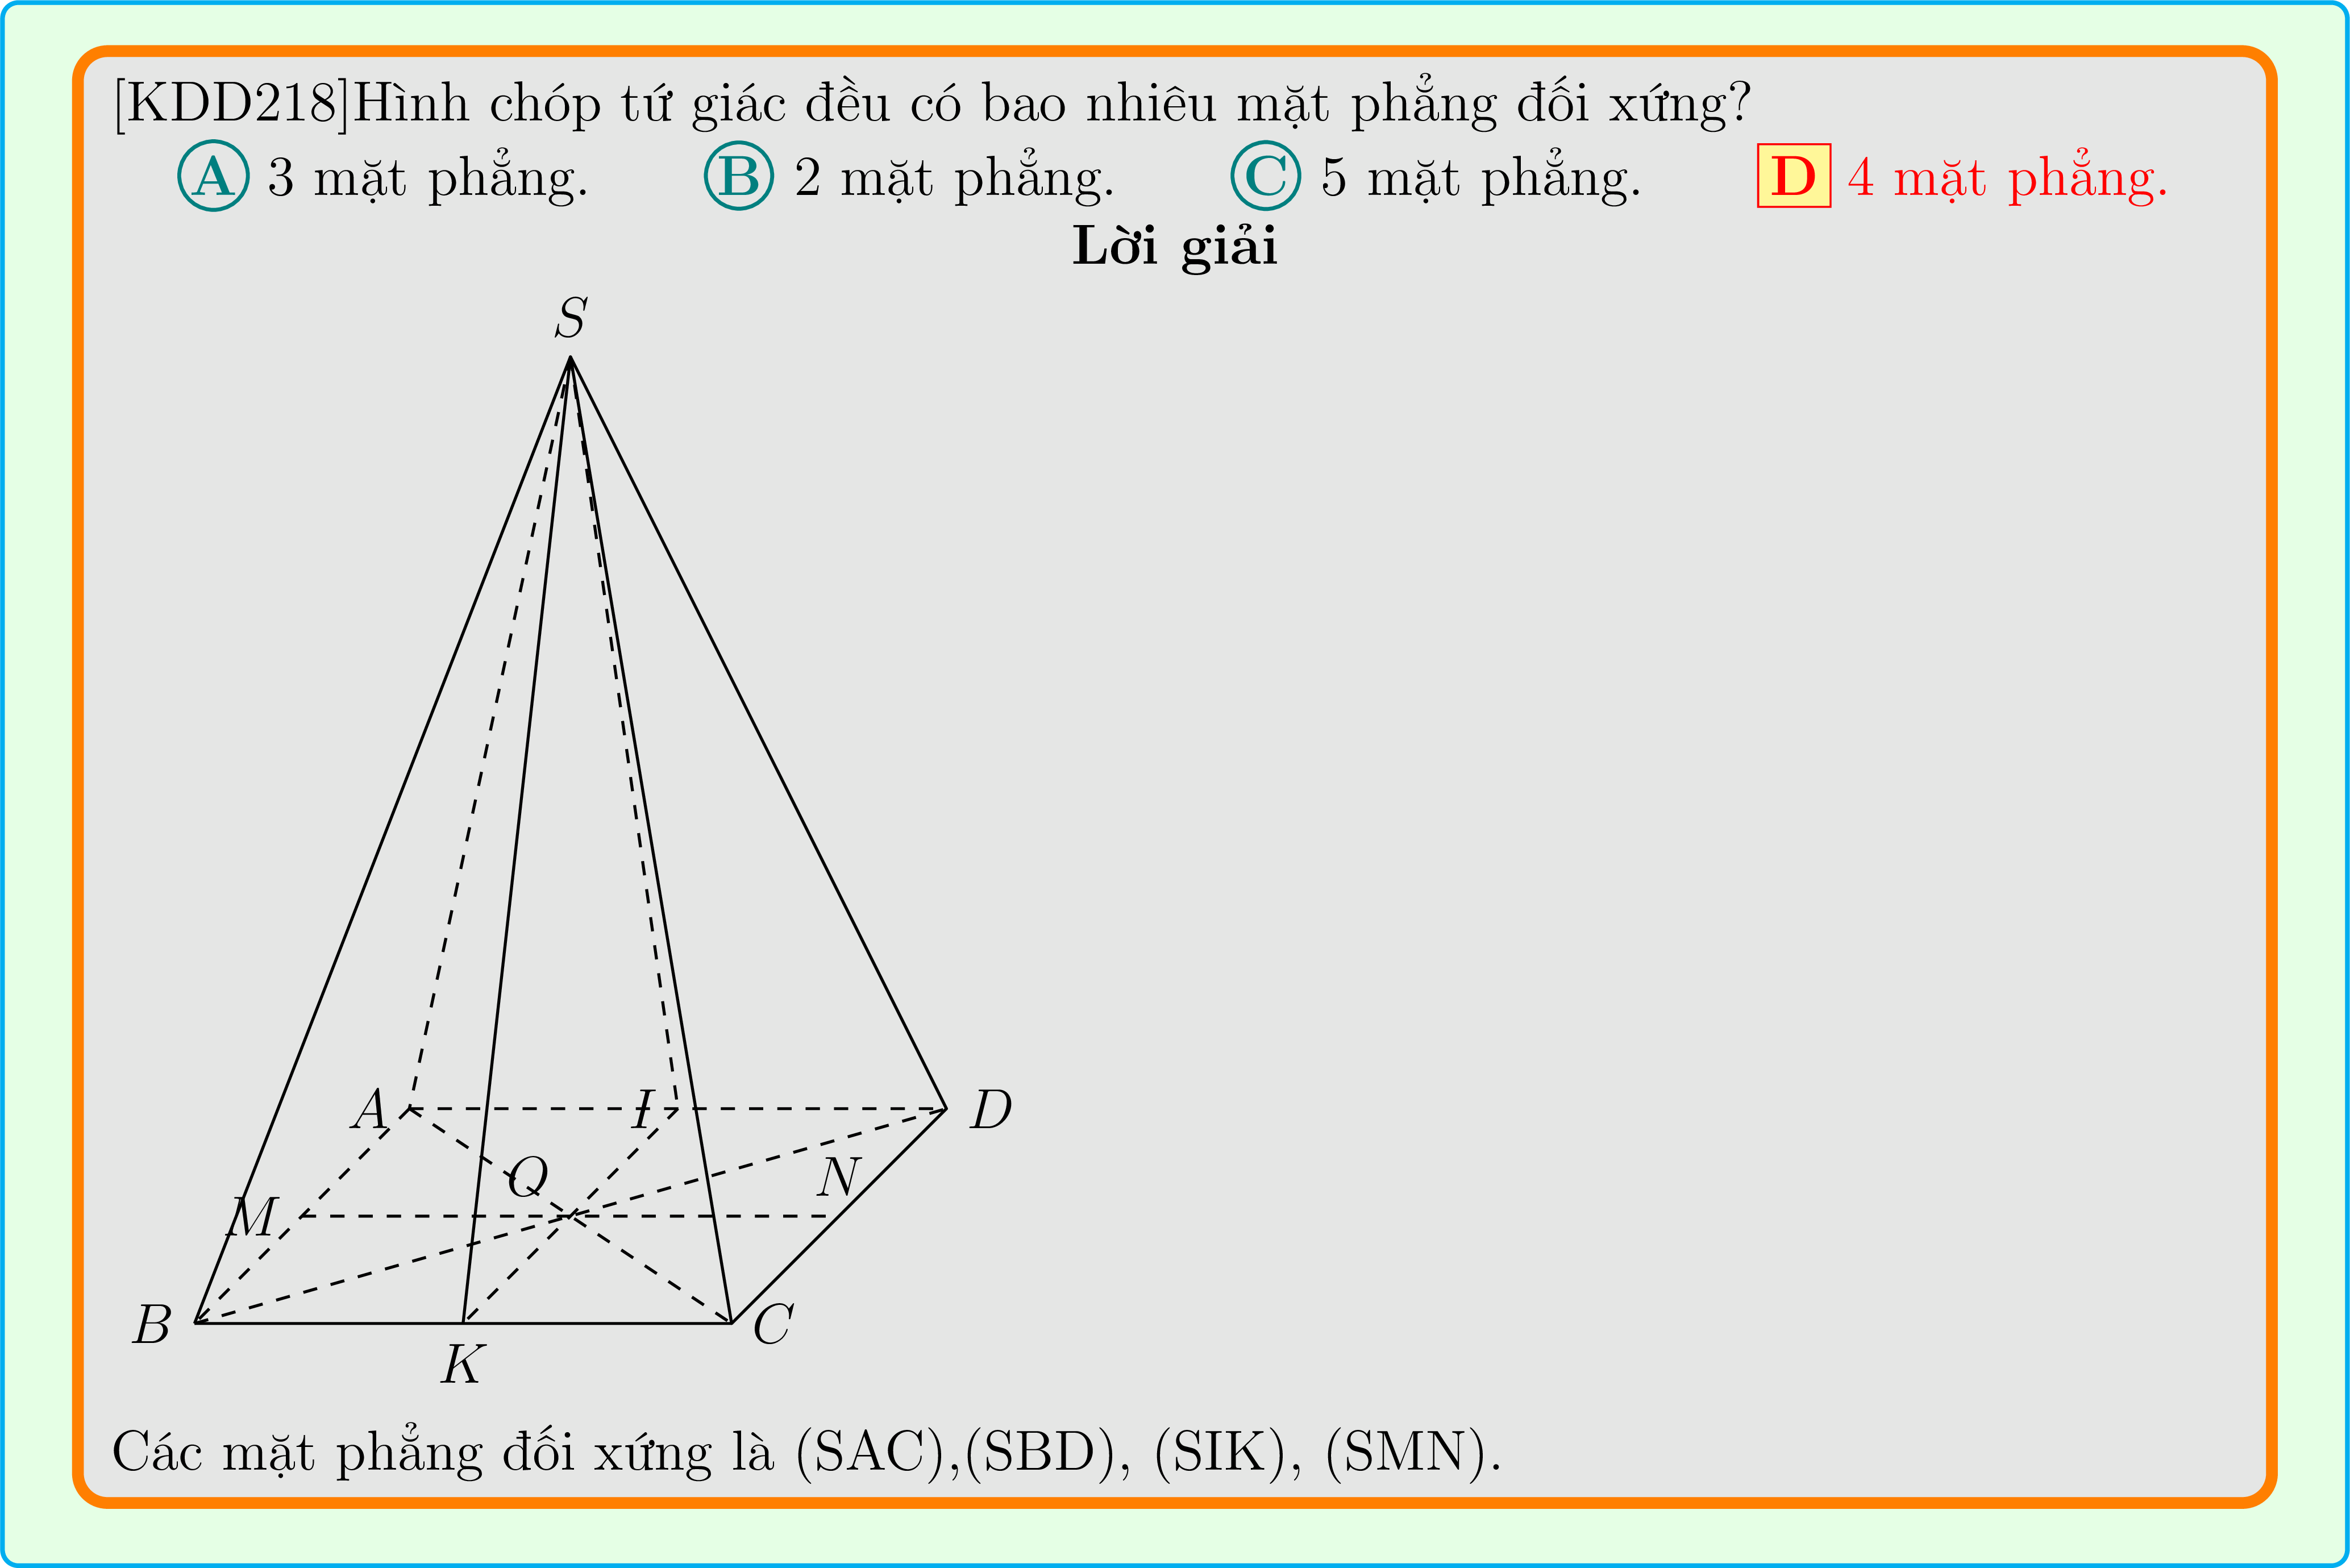 [KDD218]Hình chóp tứ giác đều có bao nhiêu mặt phẳng đối xứng?
A 3 mặt phẳng. B 2 mặt phẳng. C 5 mặt phẳng. D 4 mặt phẳng.
Lời giải
S
A I D
O N
M
B C
K
Các mặt phẳng đối xứng là (SAC),(SBD), (SIK), (SMN).